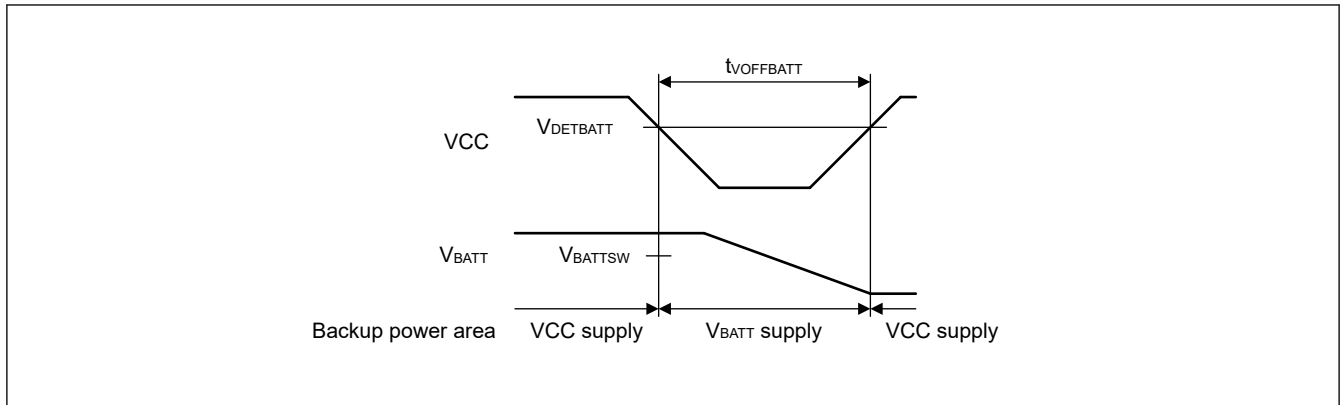 tVOFFBATT
VDETBATT
VCC
VBATT VBATTSW
Backup power area VCC supply VBATT supply VCC supply